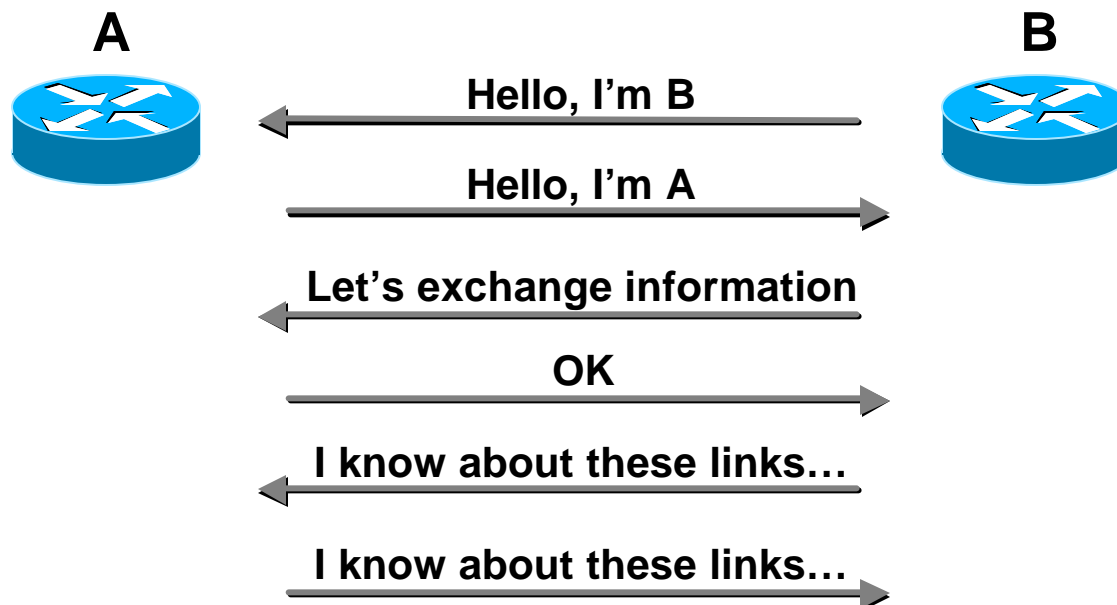 A
B
Hello, I’m B
Hello, I’m A
Let’s exchange information
OK
I know about these links…
I know about these links…